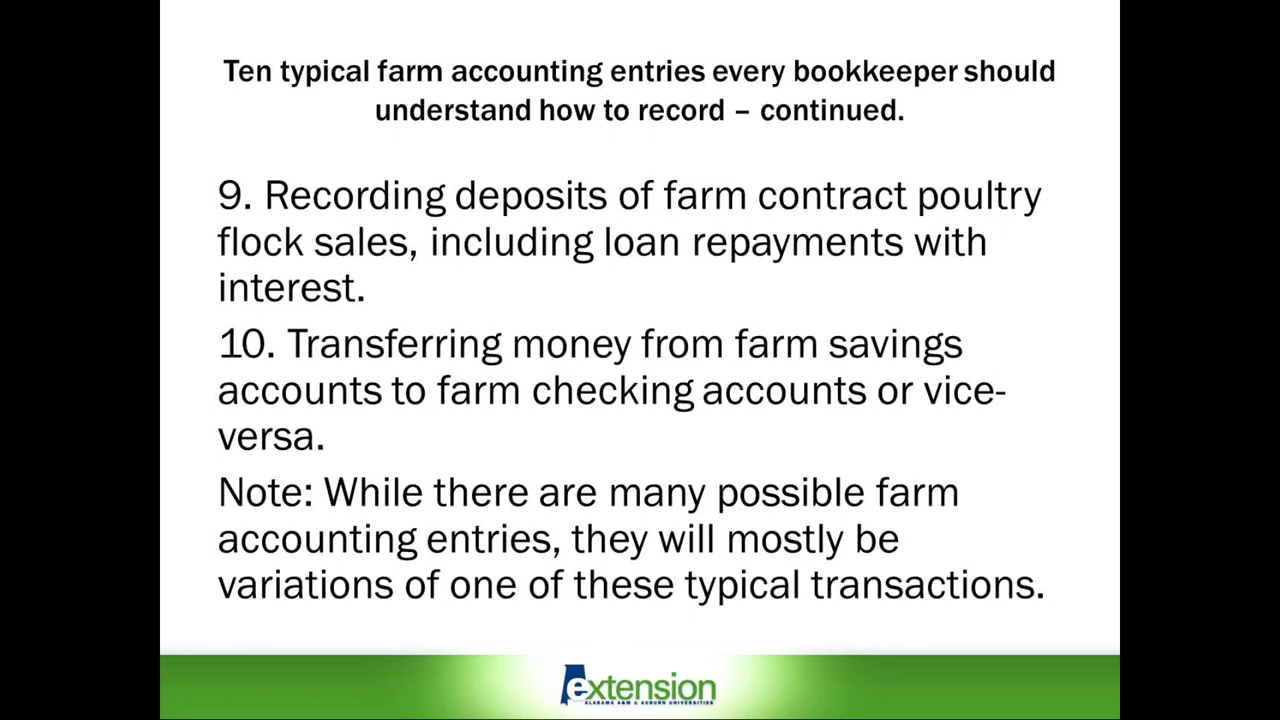 Ten typical farm accounting entries every bookkeeper should
understand how to record – continued.
9. Recording deposits of farm contract poultry
flock sales, including loan repayments with
interest.
10. Transferring money from farm savings
accounts to farm checking accounts or vice-
versa.
Note: While there are many possible farm
accounting entries, they will mostly be
variations of one of these typical transactions.
extension
ALABAMA A&M & AUBURN UNIVERSITIES